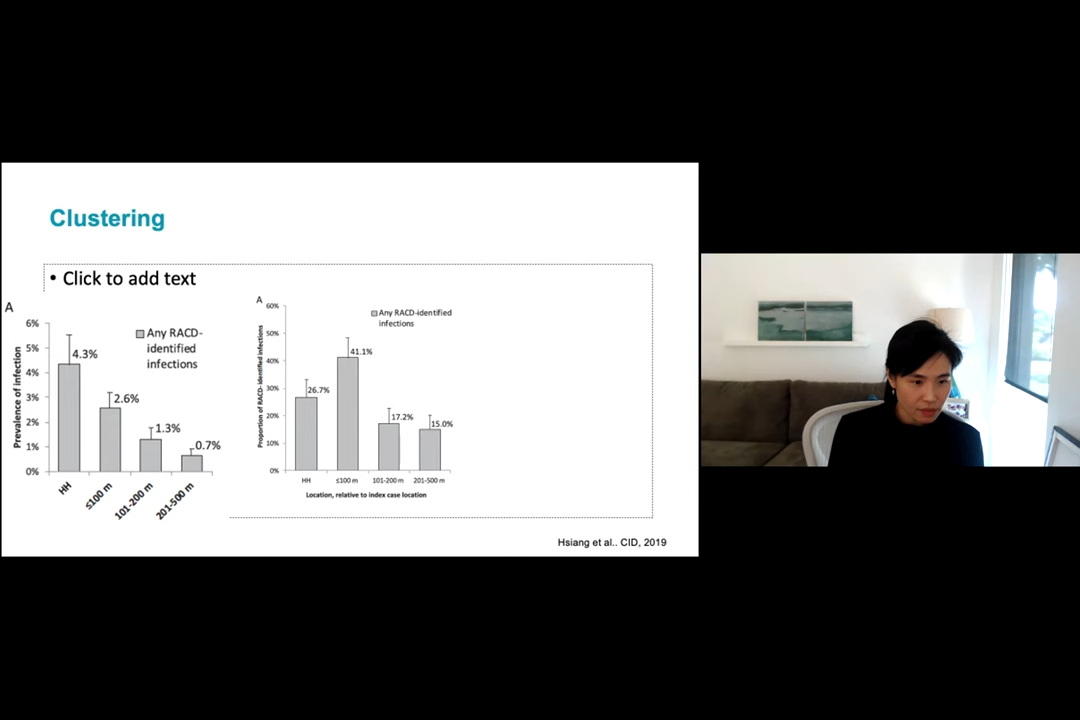 Clustering
• Click to add text
A
6%
5%
4%
3%
2%
1%
0%
Prevalence of infection
Any RACD-
identified
infections
4.3%
2.6%
1.3%
0.7%
HH
≤100 m
101-200 m
201-500 m
A
60%
50%
40%
30%
20%
10%
0%
Proportion of RACD- identified infections
Any RACD-identified
infections
26.7%
41.1%
17.2%
15.0%
HH
≤100 m
101-200 m
201-500 m
Location, relative to index case location
Hsiang et al.. CID, 2019